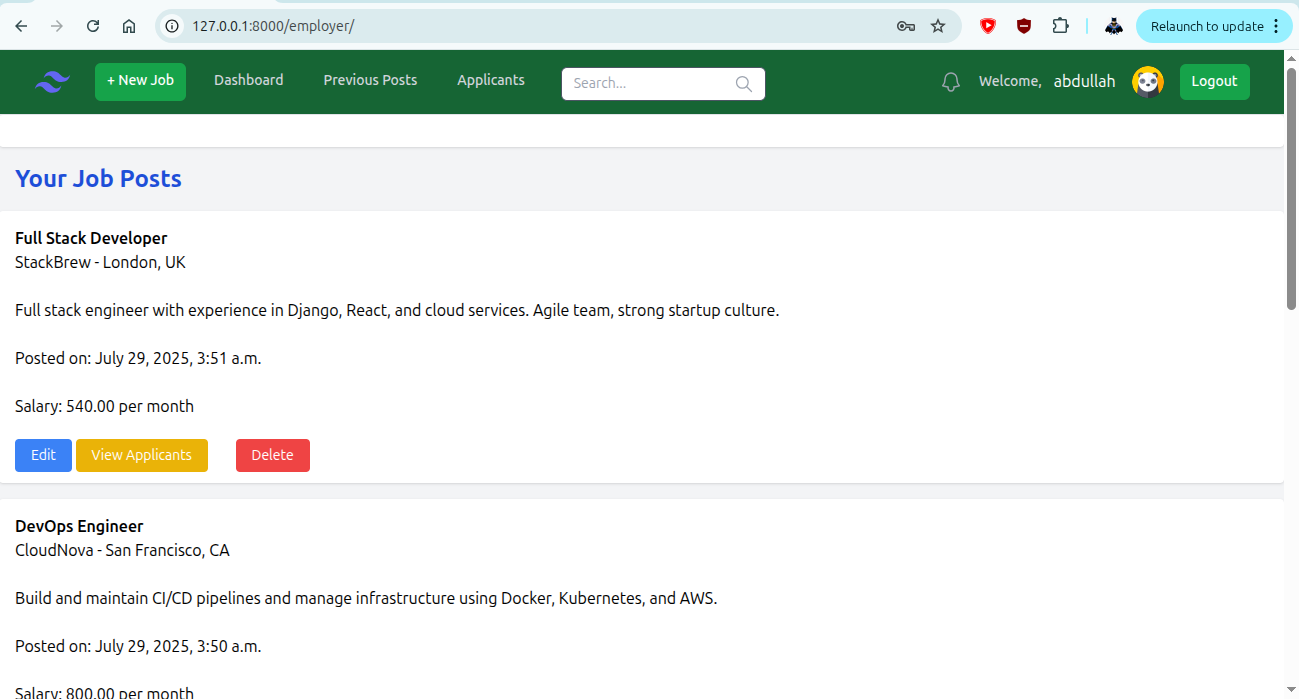 127.0.0.1:8000/employer/
Relaunch to update
+ New Job
Dashboard
Previous Posts
Applicants
Search...
Welcome, abdullah
Logout
Your Job Posts
Full Stack Developer
StackBrew - London, UK
Full stack engineer with experience in Django, React, and cloud services. Agile team, strong startup culture.
Posted on: July 29, 2025, 3:51 a.m.
Salary: 540.00 per month
Edit
View Applicants
Delete
DevOps Engineer
CloudNova - San Francisco, CA
Build and maintain CI/CD pipelines and manage infrastructure using Docker, Kubernetes, and AWS.
Posted on: July 29, 2025, 3:50 a.m.
Salary: 800.00 per month